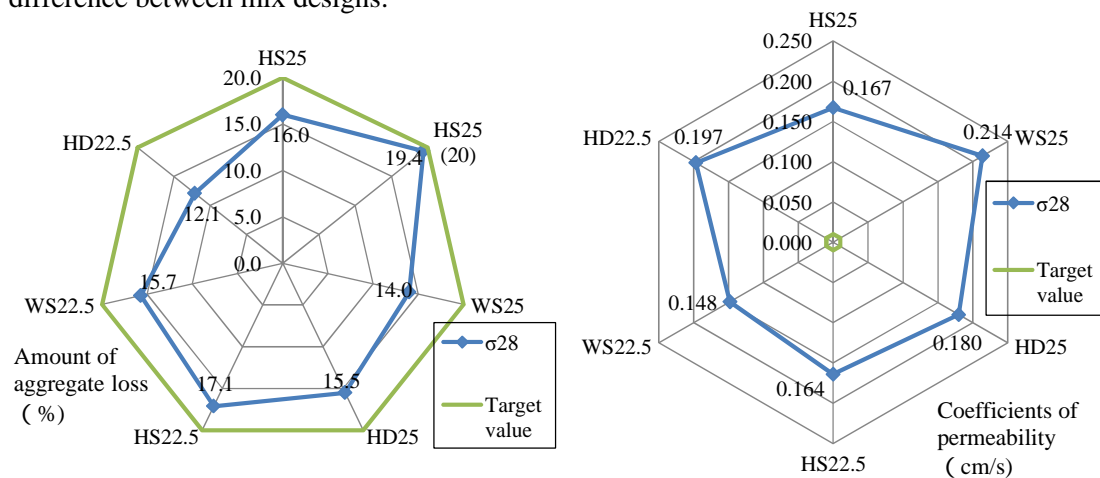 difference between mix designs.
HS25
20.0
15.0
16.0
HS25
(20)
19.4
HD22.5
10.0
12.1
5.0
0.0
15.7
14.0
WS22.5
WS25
Amount of
aggregate loss
( %)
17.1
15.5
HS22.5
HD25
σ28
Target
value
HS25
0.250
0.200
0.167
0.150
HD22.5
0.197
0.214
WS25
0.100
0.050
0.000
0.148
WS22.5
0.180
HD25
0.164
HS22.5
σ28
Target
value
Coefficients of
permeability
( cm/s)